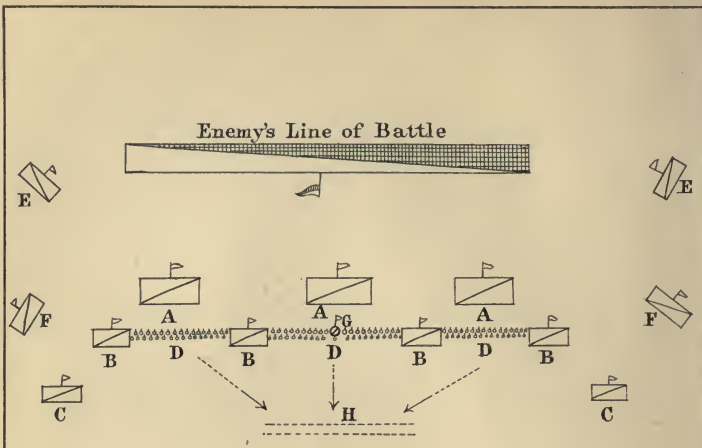 Enemy's Line of Battle
E E
A A G A
F F
B D B D B D B
C H C